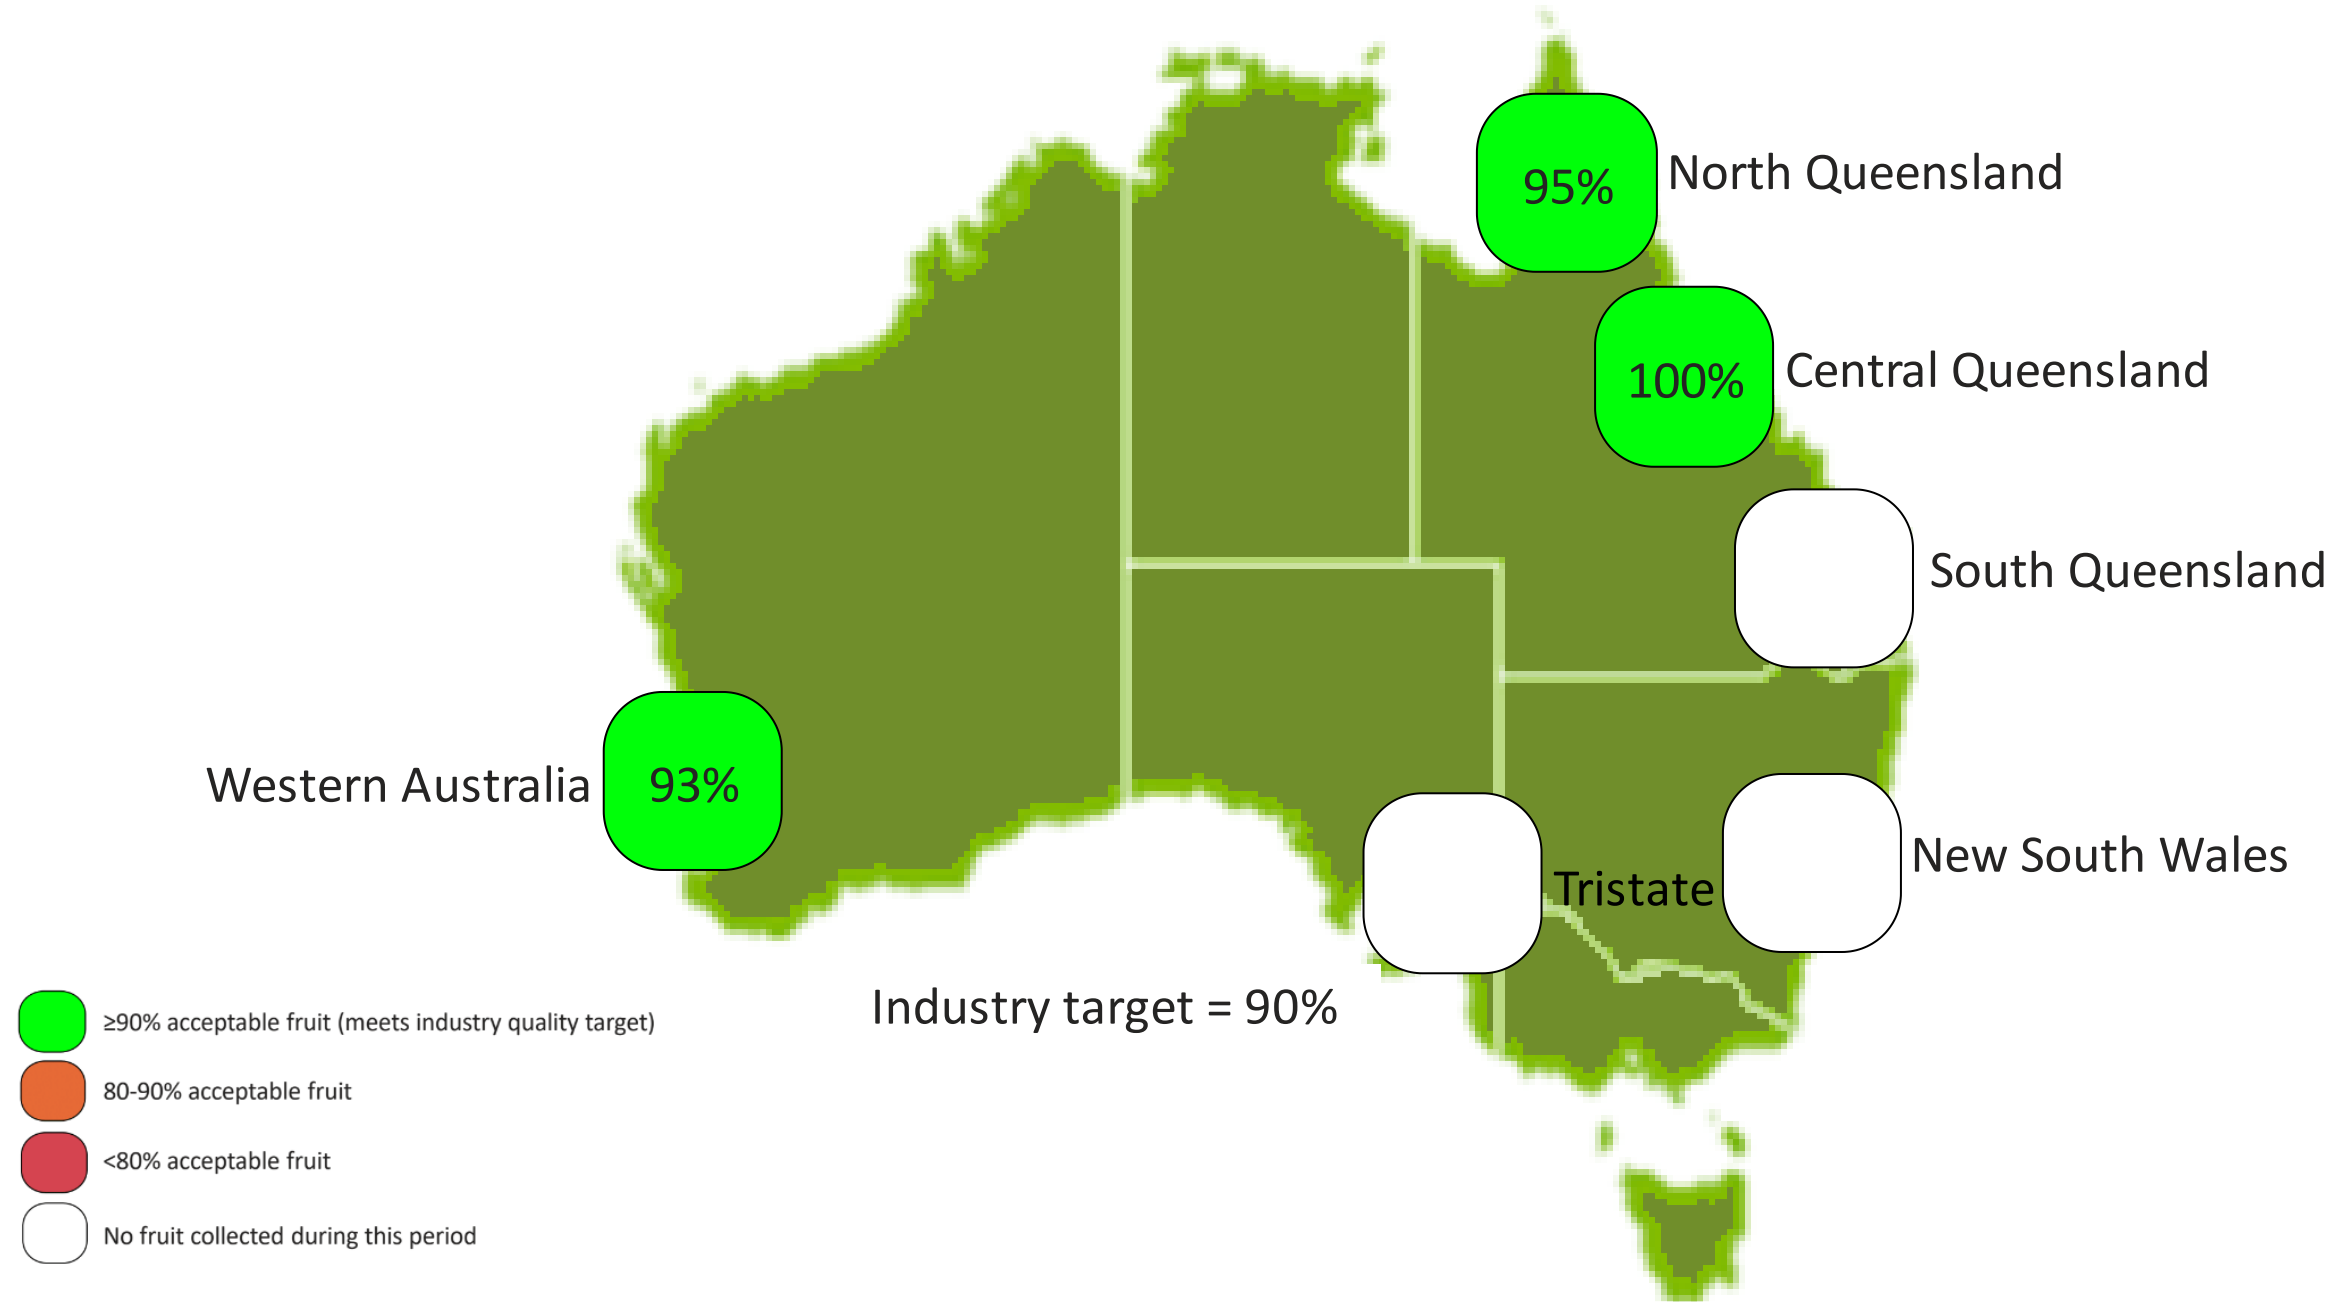 95%
North Queensland
100%
Central Queensland
South Queensland
Western Australia
93%
New South Wales
Tristate
Industry target = 90%
≥90% acceptable fruit (meets industry quality target)
80-90% acceptable fruit
<80% acceptable fruit
No fruit collected during this period